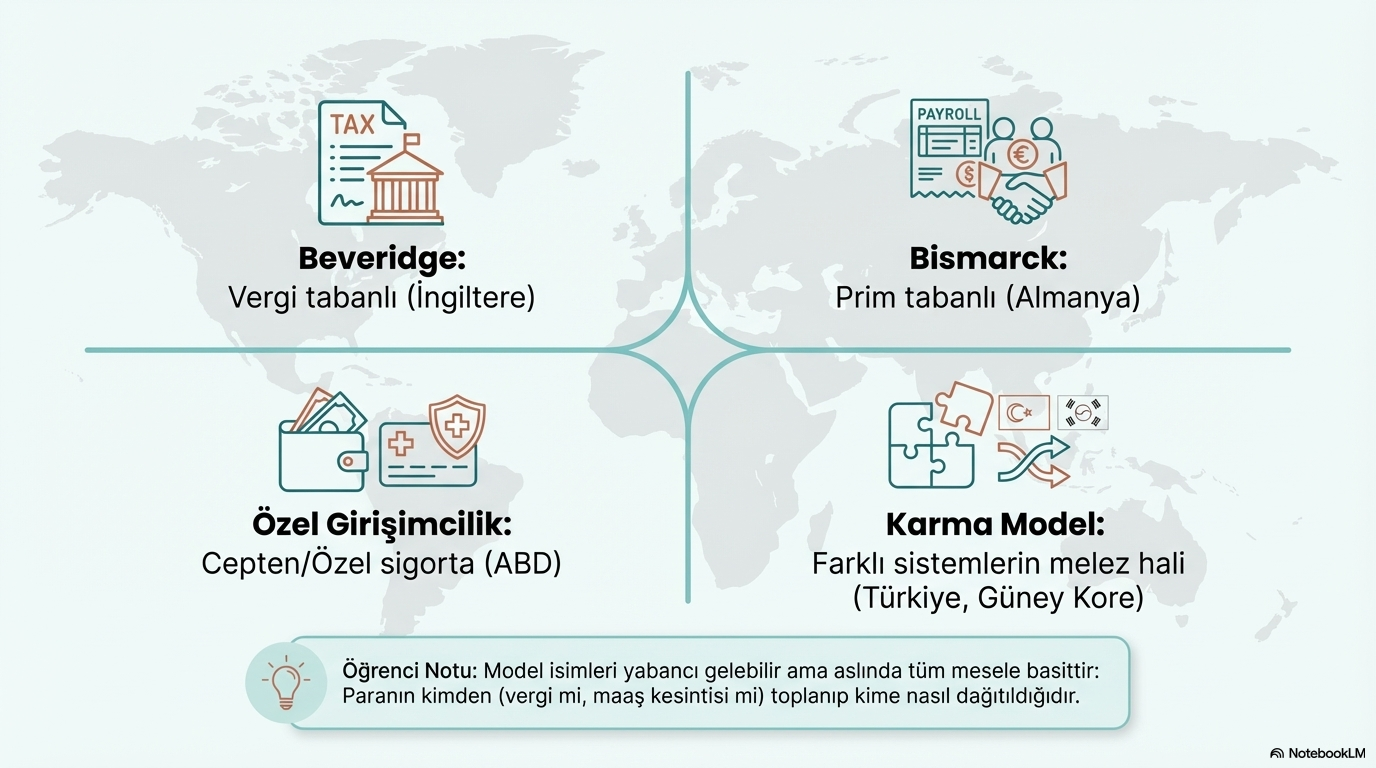 TAX
Beveridge:
Vergi tabanlı (İngiltere)
PAYROLL
€
$
Bismarck:
Prim tabanlı (Almanya)
Özel Girişimcilik:
Cepten/Özel sigorta (ABD)
Karma Model:
Farklı sistemlerin melez hali
(Türkiye, Güney Kore)
Öğrenci Notu: Model isimleri yabancı gelebilir ama aslında tüm mesele basittir:
Paranın kimden (vergi mi, maaş kesintisi mi) toplanıp kime nasıl dağıtıldığıdır.
NotebookLM